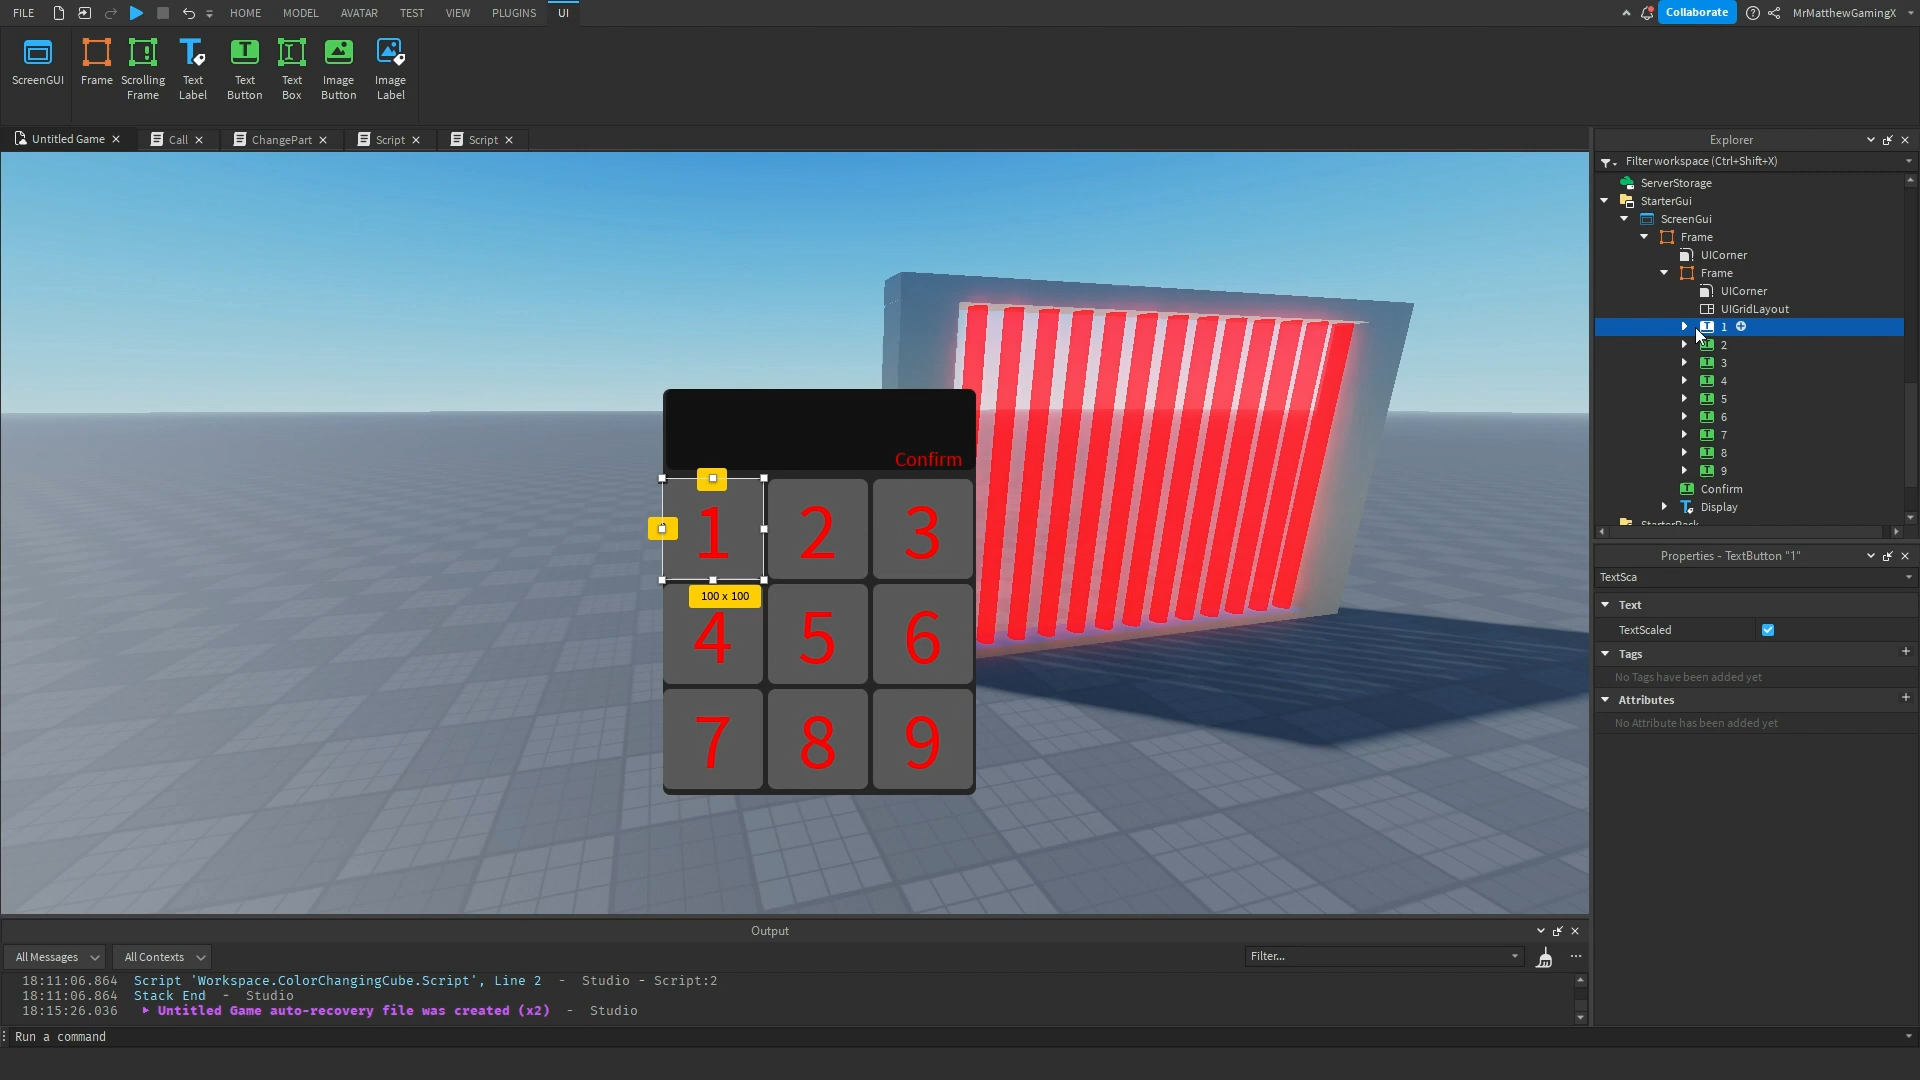 FILE HOME MODEL AVATAR TEST VIEW PLUGINS UI Collaborate MrMatthewGamingX
ScreenGUI Frame Scrolling Frame Text Label Text Button Text Box Image Button Image Label
Untitled Game Call ChangePart Script Script
Explorer
Filter workspace (Ctrl+Shift+X)
ServerStorage
StarterGui
ScreenGui
Frame
UICorner
Frame
UICorner
UIGridLayout
1
2
3
4
5
6
7
8
9
Confirm
Display
StarterPack
Confirm
1 2 3
100 x 100
4 5 6
7 8 9
Properties - TextButton "1"
TextSca
Text
TextScaled
Tags
No Tags have been added yet
Attributes
No Attribute has been added yet
Output
All Messages All Contexts Filter...
18:11:06.864 Script 'Workspace.ColorChangingCube.Script', Line 2 - Studio - Script:2
18:11:06.864 Stack End - Studio
18:15:26.036 Untitled Game auto-recovery file was created (x2) - Studio
Run a command